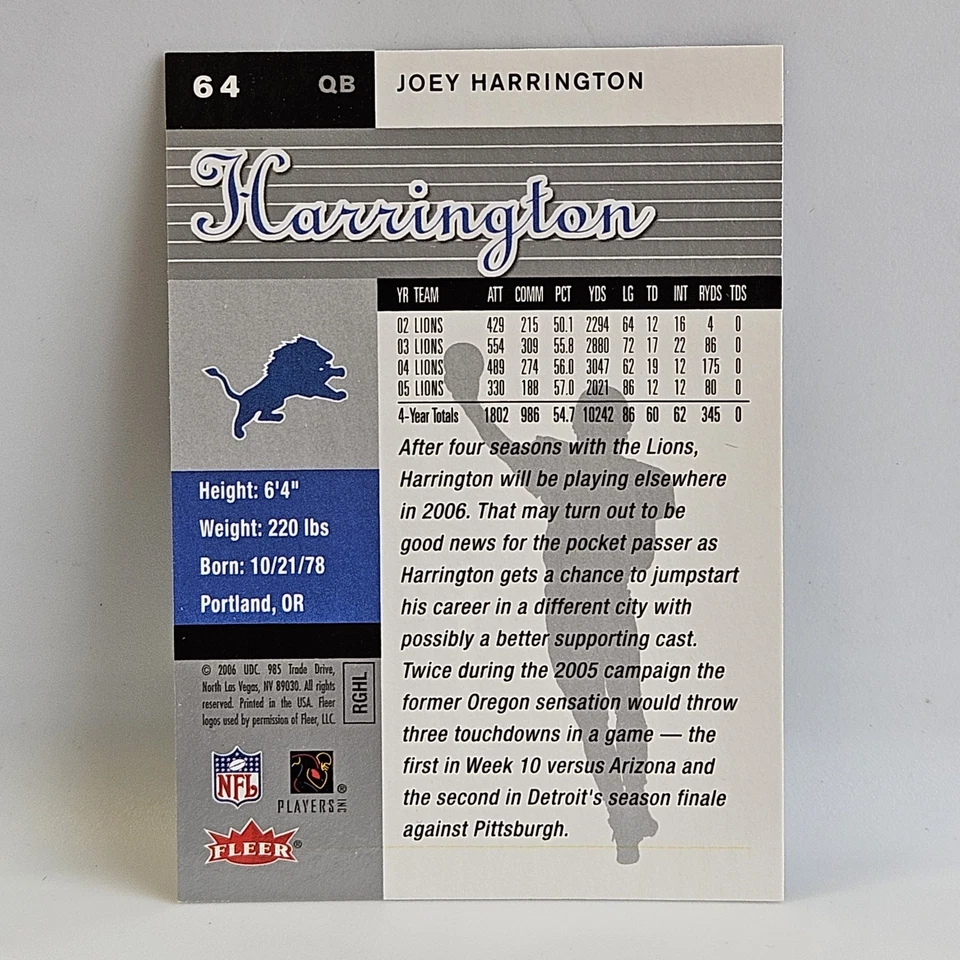 64 QB JOEY HARRINGTON
Harrington
YR TEAM ATT COMM PCT YDS LG TD INT RYDS TDS
02 LIONS 429 215 50.1 2294 64 12 16 4 0
03 LIONS 554 309 55.8 2880 72 17 22 86 0
04 LIONS 489 274 56.0 3047 62 19 12 175 0
05 LIONS 330 188 57.0 2021 86 12 12 80 0
4-Year Totals 1802 986 54.7 10242 86 60 62 345 0
After four seasons with the Lions,
Harrington will be playing elsewhere
in 2006. That may turn out to be
good news for the pocket passer as
Harrington gets a chance to jumpstart
his career in a different city with
possibly a better supporting cast.
Twice during the 2005 campaign the
former Oregon sensation would throw
three touchdowns in a game — the
first in Week 10 versus Arizona and
the second in Detroit's season finale
against Pittsburgh.
Height: 6'4"
Weight: 220 lbs
Born: 10/21/78
Portland, OR
© 2006 UDC. 985 Trade Drive,
North Las Vegas, NV 89030. All rights
reserved. Printed in the USA. Fleer
logos used by permission of Fleer, LLC.
RGHL
NFL
PLAYERS INC ®
FLEER ®